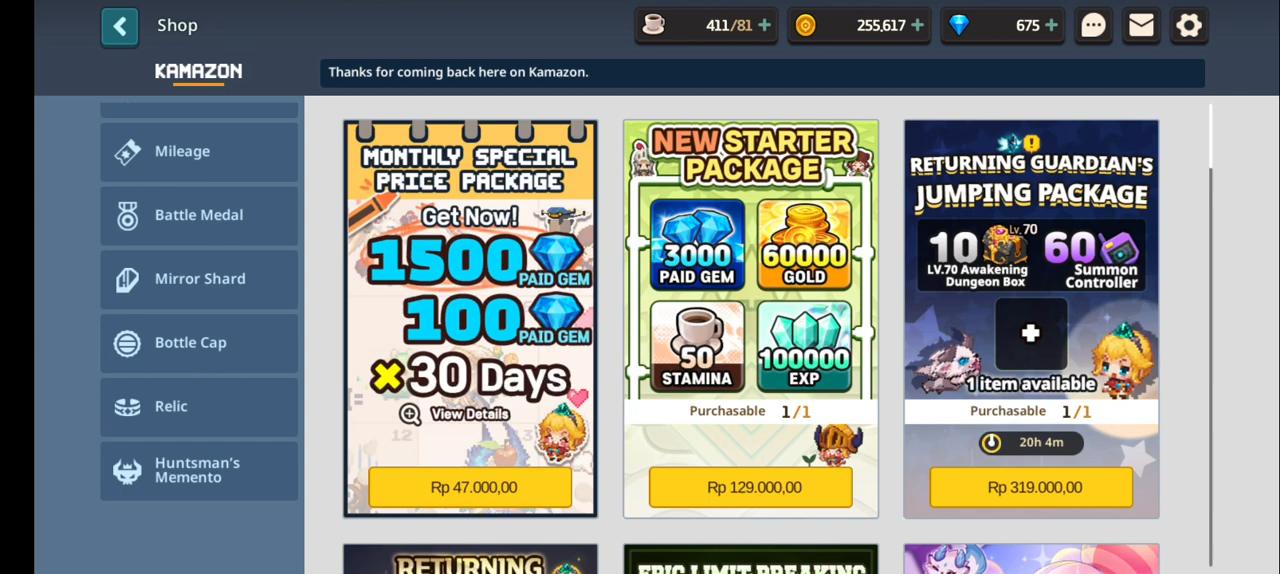 Shop
411/81
255,617
675
KAMAZON
Thanks for coming back here on Kamazon.
Mileage
Battle Medal
Mirror Shard
Bottle Cap
Relic
Huntsman's
Memento
MONTHLY SPECIAL
PRICE PACKAGE
Get Now!
1500 PAID GEM
100 PAID GEM
×30 Days
View Details
12
Rp 47.000,00
NEW STARTER
PACKAGE
3000
PAID GEM
60000
GOLD
50
STAMINA
100000
EXP
Purchasable 1/1
Rp 129.000,00
RETURNING GUARDIAN'S
JUMPING PACKAGE
Lv.70
10
LV.70 Awakening
Dungeon Box
60
Summon
Controller
1 item available
Purchasable 1/1
20h 4m
Rp 319.000,00
RETURNING
EPIC LIMIT BREAKING